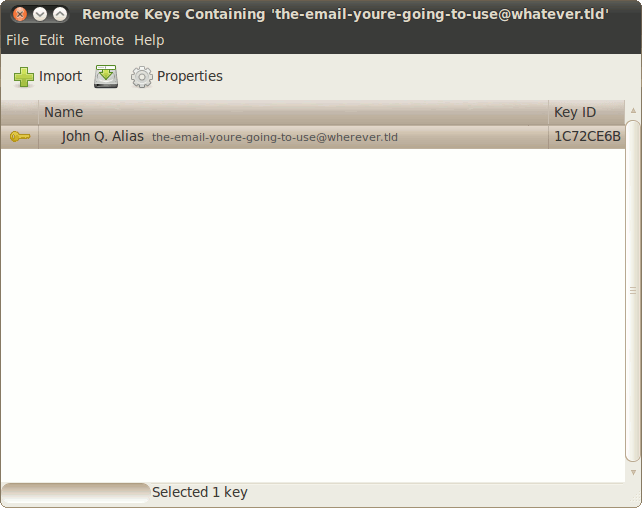 Remote Keys Containing 'the-email-youre-going-to-use@whatever.tld'
File Edit Remote Help
Import Properties
Name Key ID
John Q. Alias the-email-youre-going-to-use@wherever.tld 1C72CE6B
Selected 1 key